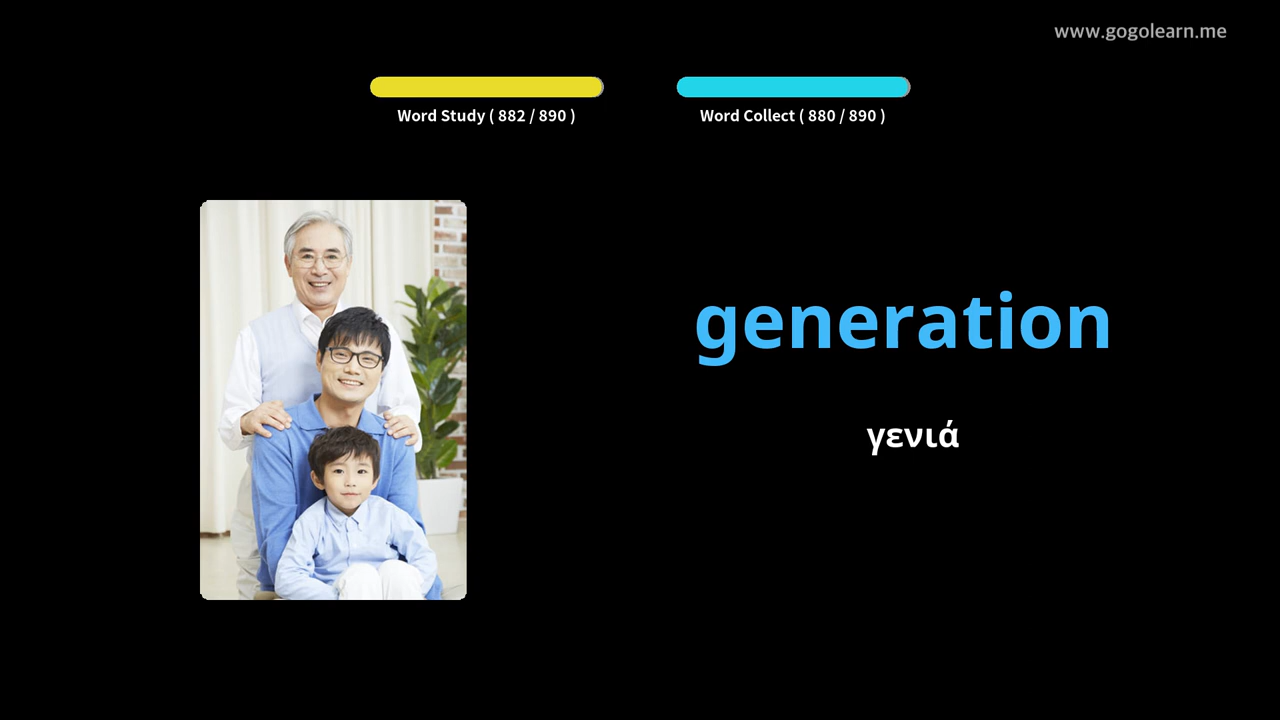 www.gogolearn.me
Word Study ( 882 / 890 )
Word Collect ( 880 / 890 )
generation
γενιά